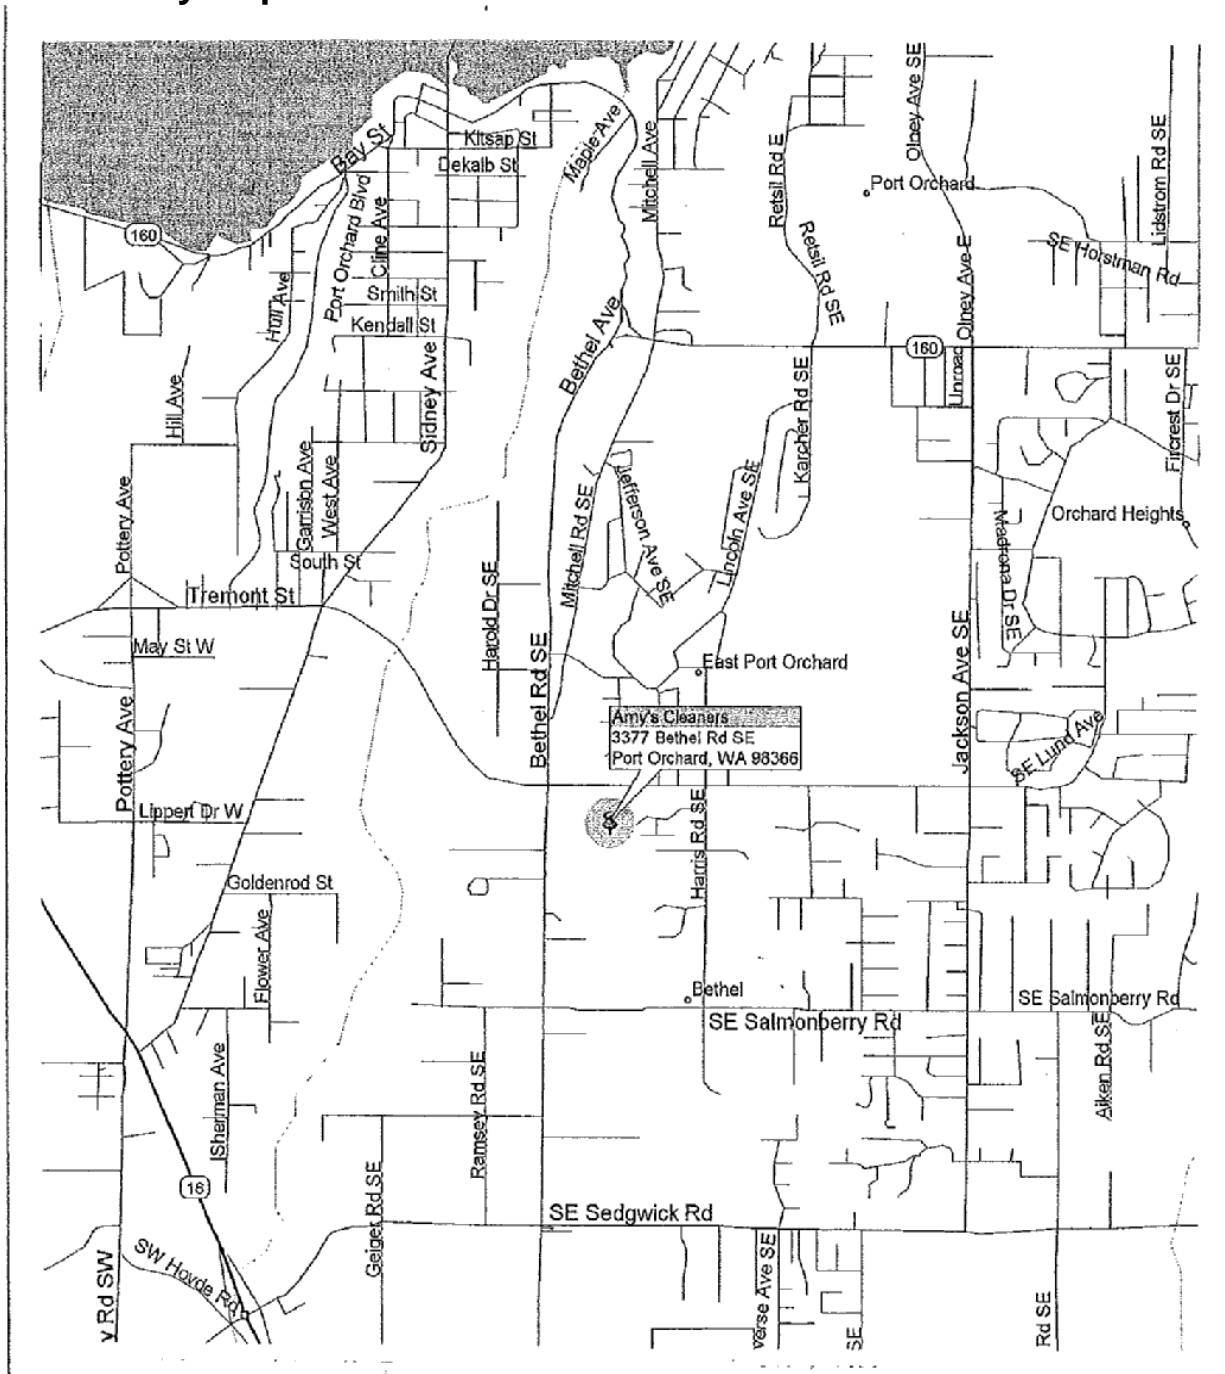 Kitsap St
Olney Ave SE
Maple Ave
Bay St
Dekalb St
Mitchell Ave
Retsil Rd E
Lidstrom Rd SE
Port Orchard
160
Port Orchard Blvd
Cline Ave
Retsil Rd SE
SE Horstman Rd
Olney Ave E
Hull Ave
Smith St
Kendall St
Bethel Ave
160
Sidney Ave
Hill Ave
Karcher Rd SE
Unroad
Fircrest Dr SE
Garrison Ave
West Ave
Pottery Ave
Mitchell Rd SE
Jefferson Ave SE
Lincoln Ave SE
Orchard Heights
Madrona Dr SE
South St
Tremont St
Harold Dr SE
May St W
Bethel Rd SE
East Port Orchard
Jackson Ave SE
Pottery Ave
Amy's Cleaners
3377 Bethel Rd SE
Port Orchard, WA 98366
SE Lund Ave
Lippert Dr W
Harris Rd SE
Goldenrod St
Flower Ave
Bethel
SE Salmonberry Rd
SE Salmonberry Rd
Sherman Ave
Ramsey Rd SE
Aiken Rd SE
16
Geiger Rd SE
SE Sedgwick Rd
SW Hovde Rd
y Rd SW
verse Ave SE
SE
Rd SE